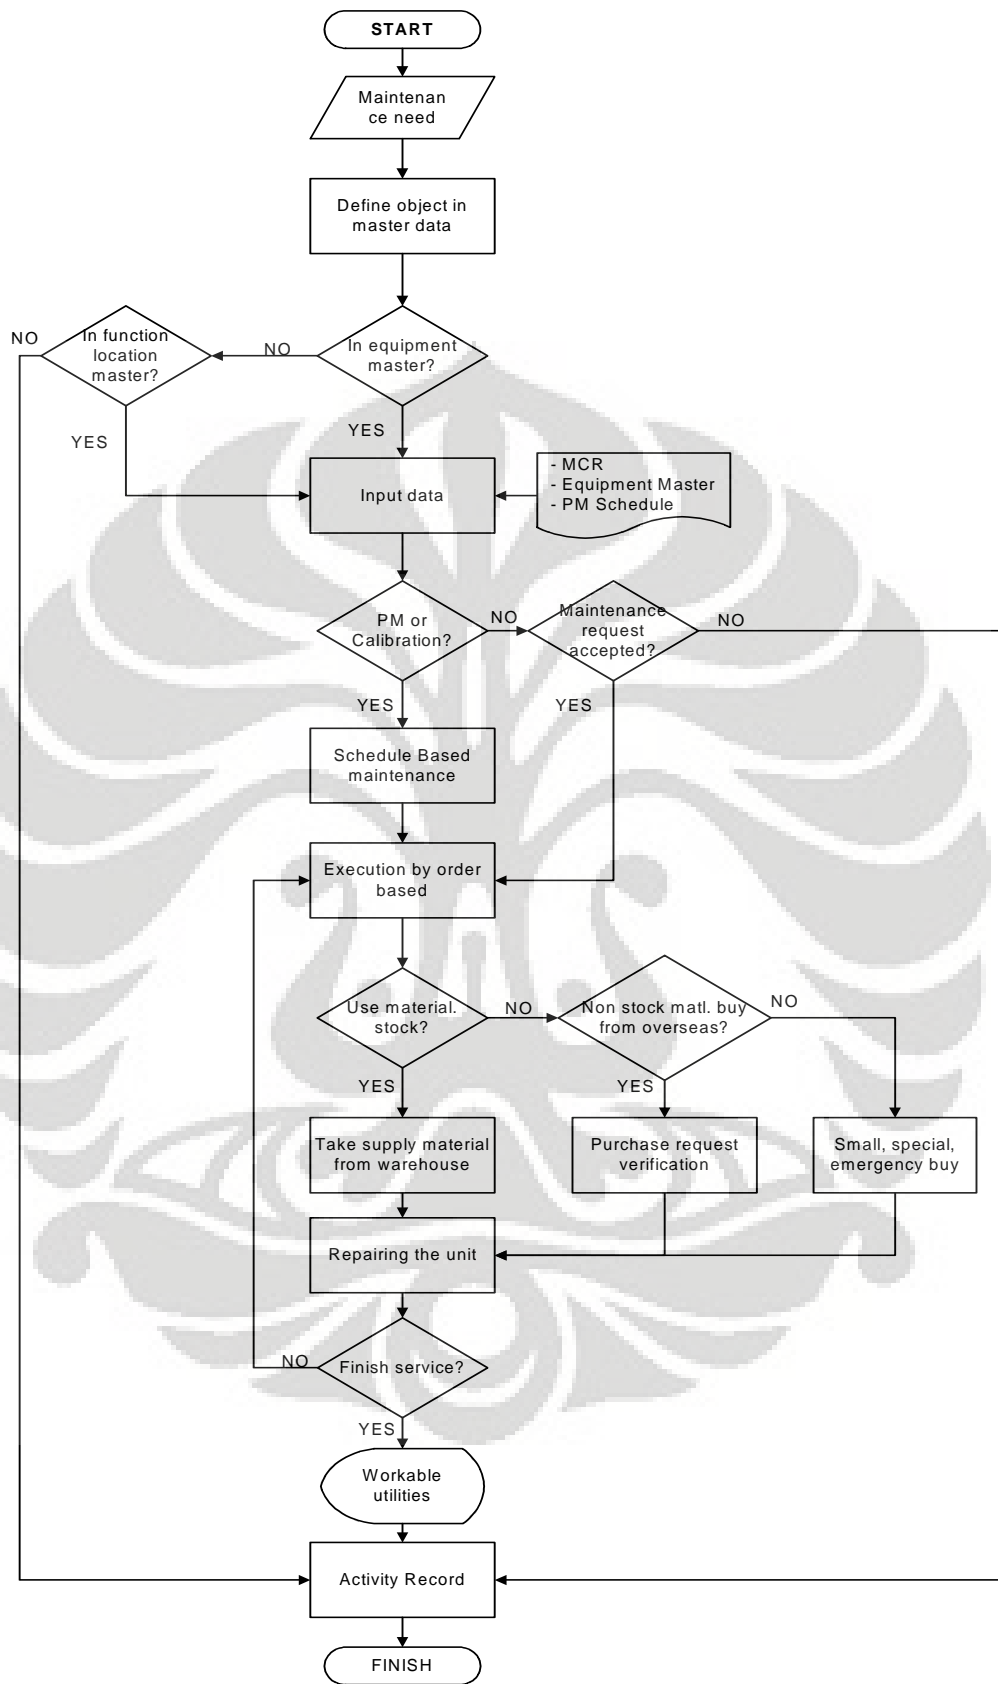 START
Maintenan
ce need
Define object in
master data
NO
In function
location
master?
NO
In equipment
master?
YES
YES
Input data
- MCR
- Equipment Master
- PM Schedule
PM or
Calibration?
NO
Maintenance
request
accepted?
NO
YES
YES
Schedule Based
maintenance
Execution by order
based
Use material.
stock?
NO
Non stock matl. buy
from overseas?
NO
YES
YES
Take supply material
from warehouse
Purchase request
verification
Small, special,
emergency buy
Repairing the unit
NO
Finish service?
YES
Workable
utilities
Activity Record
FINISH